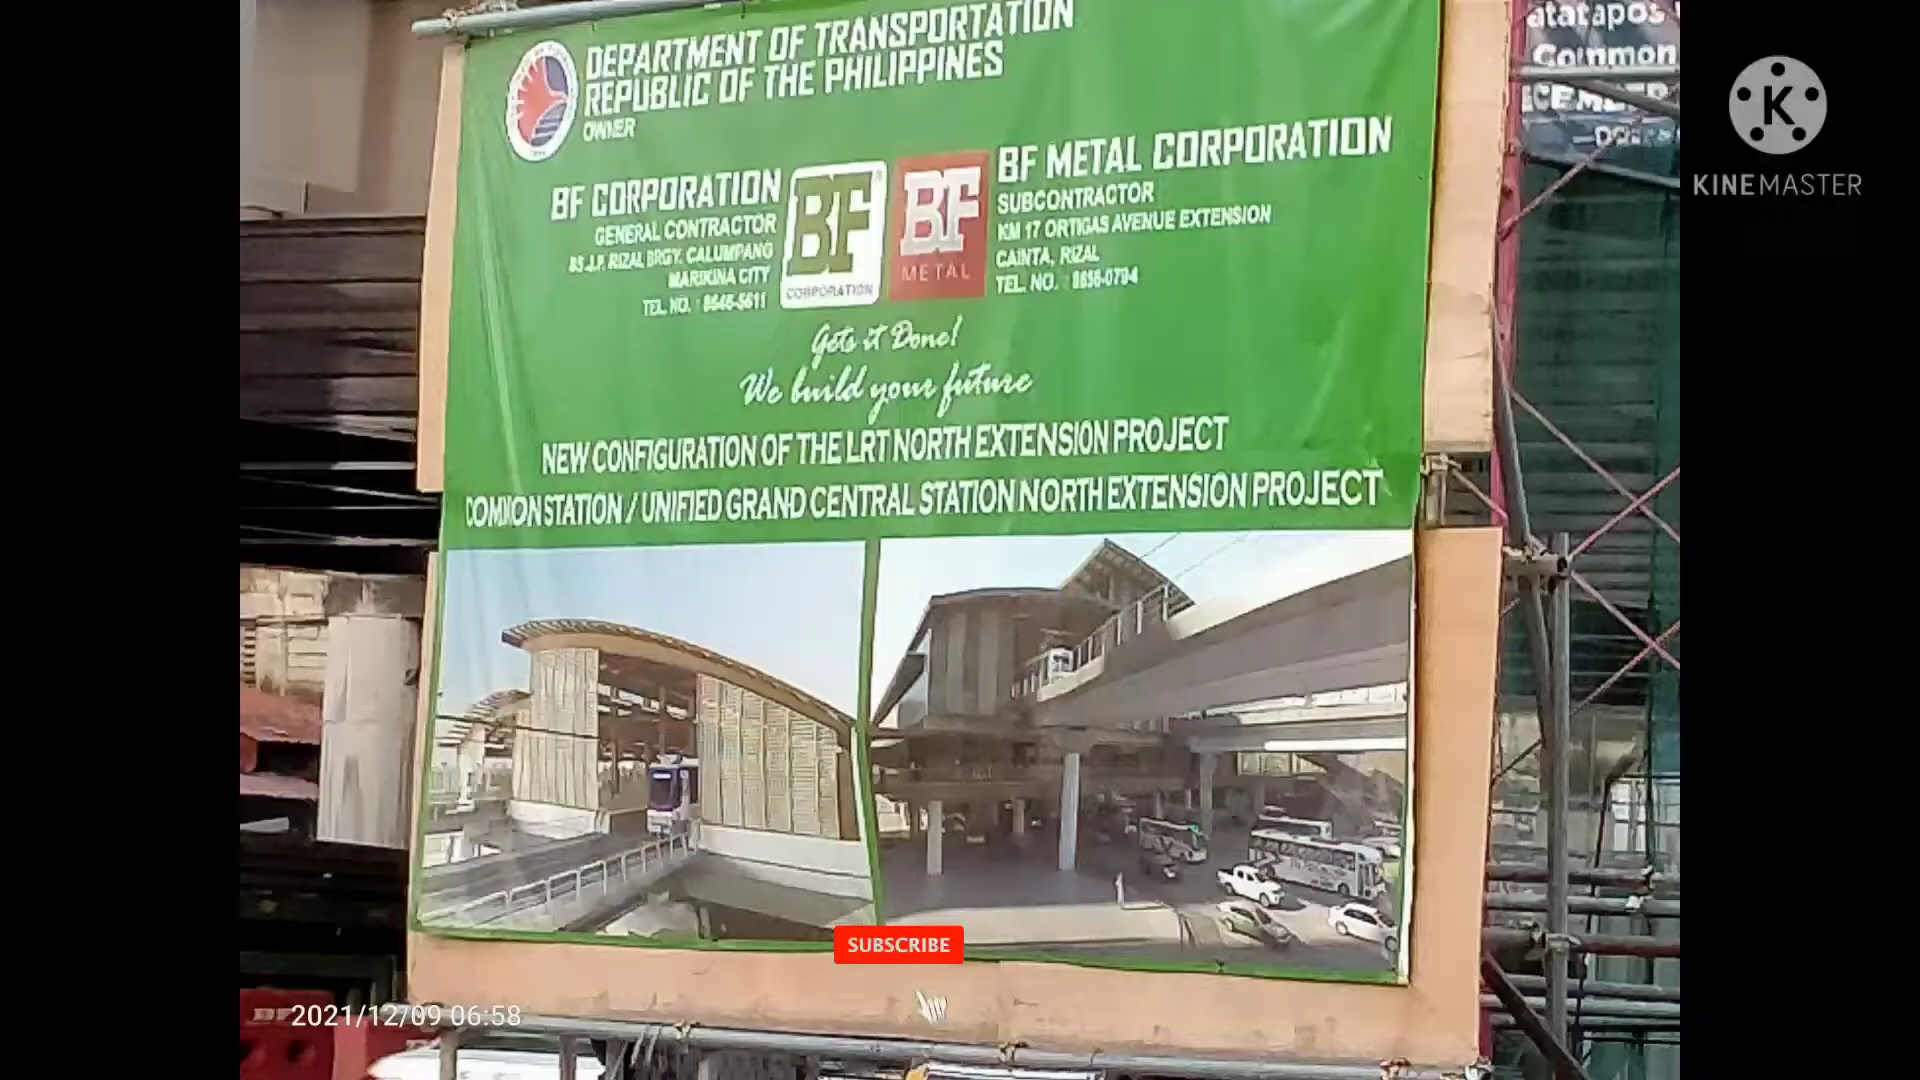 DEPARTMENT OF TRANSPORTATION
REPUBLIC OF THE PHILIPPINES
OWNER
BF CORPORATION
GENERAL CONTRACTOR
85 J.P. RIZAL BRGY. CALUMPANG
MARIKINA CITY
TEL. NO. : 8646-5611
BF
CORPORATION
BF
METAL
BF METAL CORPORATION
SUBCONTRACTOR
KM 17 ORTIGAS AVENUE EXTENSION
CAINTA, RIZAL
TEL. NO. : 8656-0794
Gets it Done!
We build your future
NEW CONFIGURATION OF THE LRT NORTH EXTENSION PROJECT
COMMON STATION / UNIFIED GRAND CENTRAL STATION NORTH EXTENSION PROJECT
atatapos
Common
KINEMASTER
SUBSCRIBE
2021/12/09 06:58